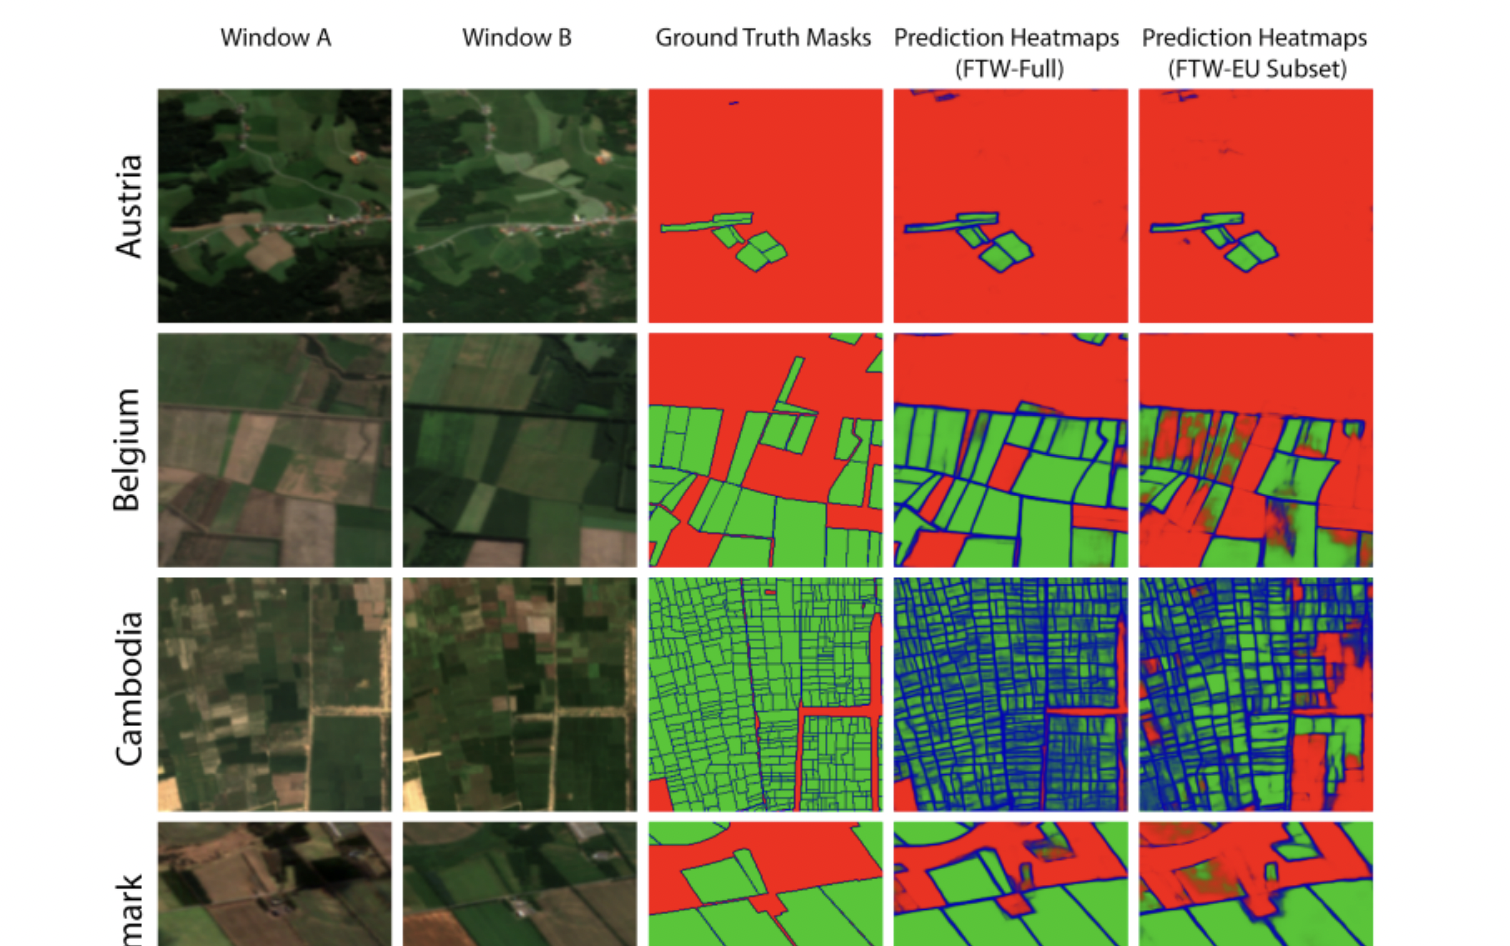 Window A
Window B
Ground Truth Masks
Prediction Heatmaps
(FTW-Full)
Prediction Heatmaps
(FTW-EU Subset)
Austria
Belgium
Cambodia
mark